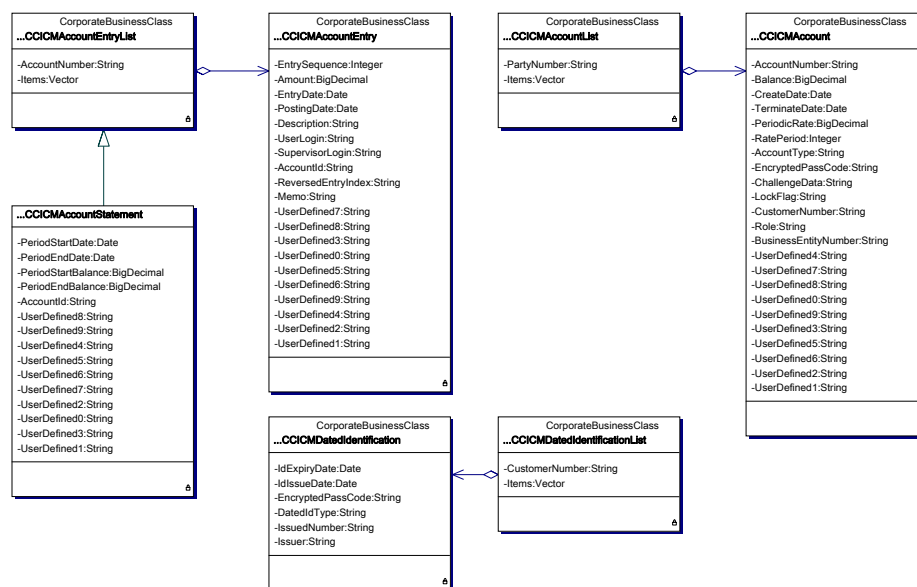 CorporateBusinessClass
...CCICMAccountEntryList
-AccountNumber:String
-Items:Vector
CorporateBusinessClass
...CCICMAccountEntry
-EntrySequence:Integer
-Amount:BigDecimal
-EntryDate:Date
-PostingDate:Date
-Description:String
-UserLogin:String
-SupervisorLogin:String
-AccountId:String
-ReversedEntryIndex:String
-Memo:String
-UserDefined7:String
-UserDefined8:String
-UserDefined3:String
-UserDefined0:String
-UserDefined5:String
-UserDefined6:String
-UserDefined9:String
-UserDefined4:String
-UserDefined2:String
-UserDefined1:String
CorporateBusinessClass
...CCICMAccountList
-PartyNumber:String
-Items:Vector
CorporateBusinessClass
...CCICMAccount
-AccountNumber:String
-Balance:BigDecimal
-CreateDate:Date
-TerminateDate:Date
-PeriodicRate:BigDecimal
-RatePeriod:Integer
-AccountType:String
-EncryptedPassCode:String
-ChallengeData:String
-LockFlag:String
-CustomerNumber:String
-Role:String
-BusinessEntityNumber:String
-UserDefined4:String
-UserDefined7:String
-UserDefined8:String
-UserDefined0:String
-UserDefined9:String
-UserDefined3:String
-UserDefined5:String
-UserDefined6:String
-UserDefined2:String
-UserDefined1:String
...CCICMAccountStatement
-PeriodStartDate:Date
-PeriodEndDate:Date
-PeriodStartBalance:BigDecimal
-PeriodEndBalance:BigDecimal
-AccountId:String
-UserDefined8:String
-UserDefined9:String
-UserDefined4:String
-UserDefined5:String
-UserDefined6:String
-UserDefined7:String
-UserDefined2:String
-UserDefined0:String
-UserDefined3:String
-UserDefined1:String
CorporateBusinessClass
...CCICMDatedIdentification
-IdExpiryDate:Date
-IdIssueDate:Date
-EncryptedPassCode:String
-DatedIdType:String
-IssuedNumber:String
-Issuer:String
CorporateBusinessClass
...CCICMDatedIdentificationList
-CustomerNumber:String
-Items:Vector